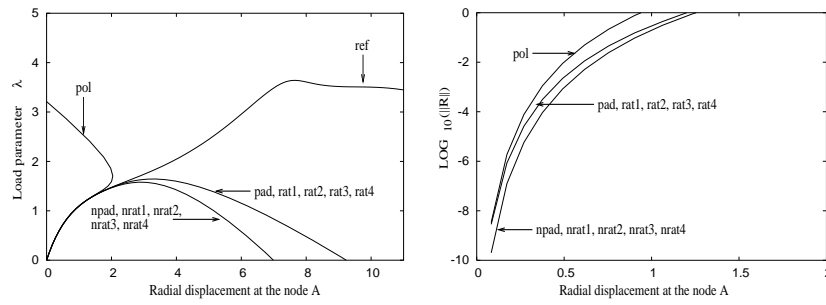 5
4
3
2
1
0
0
2
4
6
8
10
Load parameter λ
Radial displacement at the node A
pol
ref
pad, rat1, rat2, rat3, rat4
npad, nrat1, nrat2,
nrat3, nrat4
0
-2
-4
-6
-8
-10
0
0.5
1
1.5
2
LOG 10 (||R||)
Radial displacement at the node A
pol
pad, rat1, rat2, rat3, rat4
npad, nrat1, nrat2, nrat3, nrat4